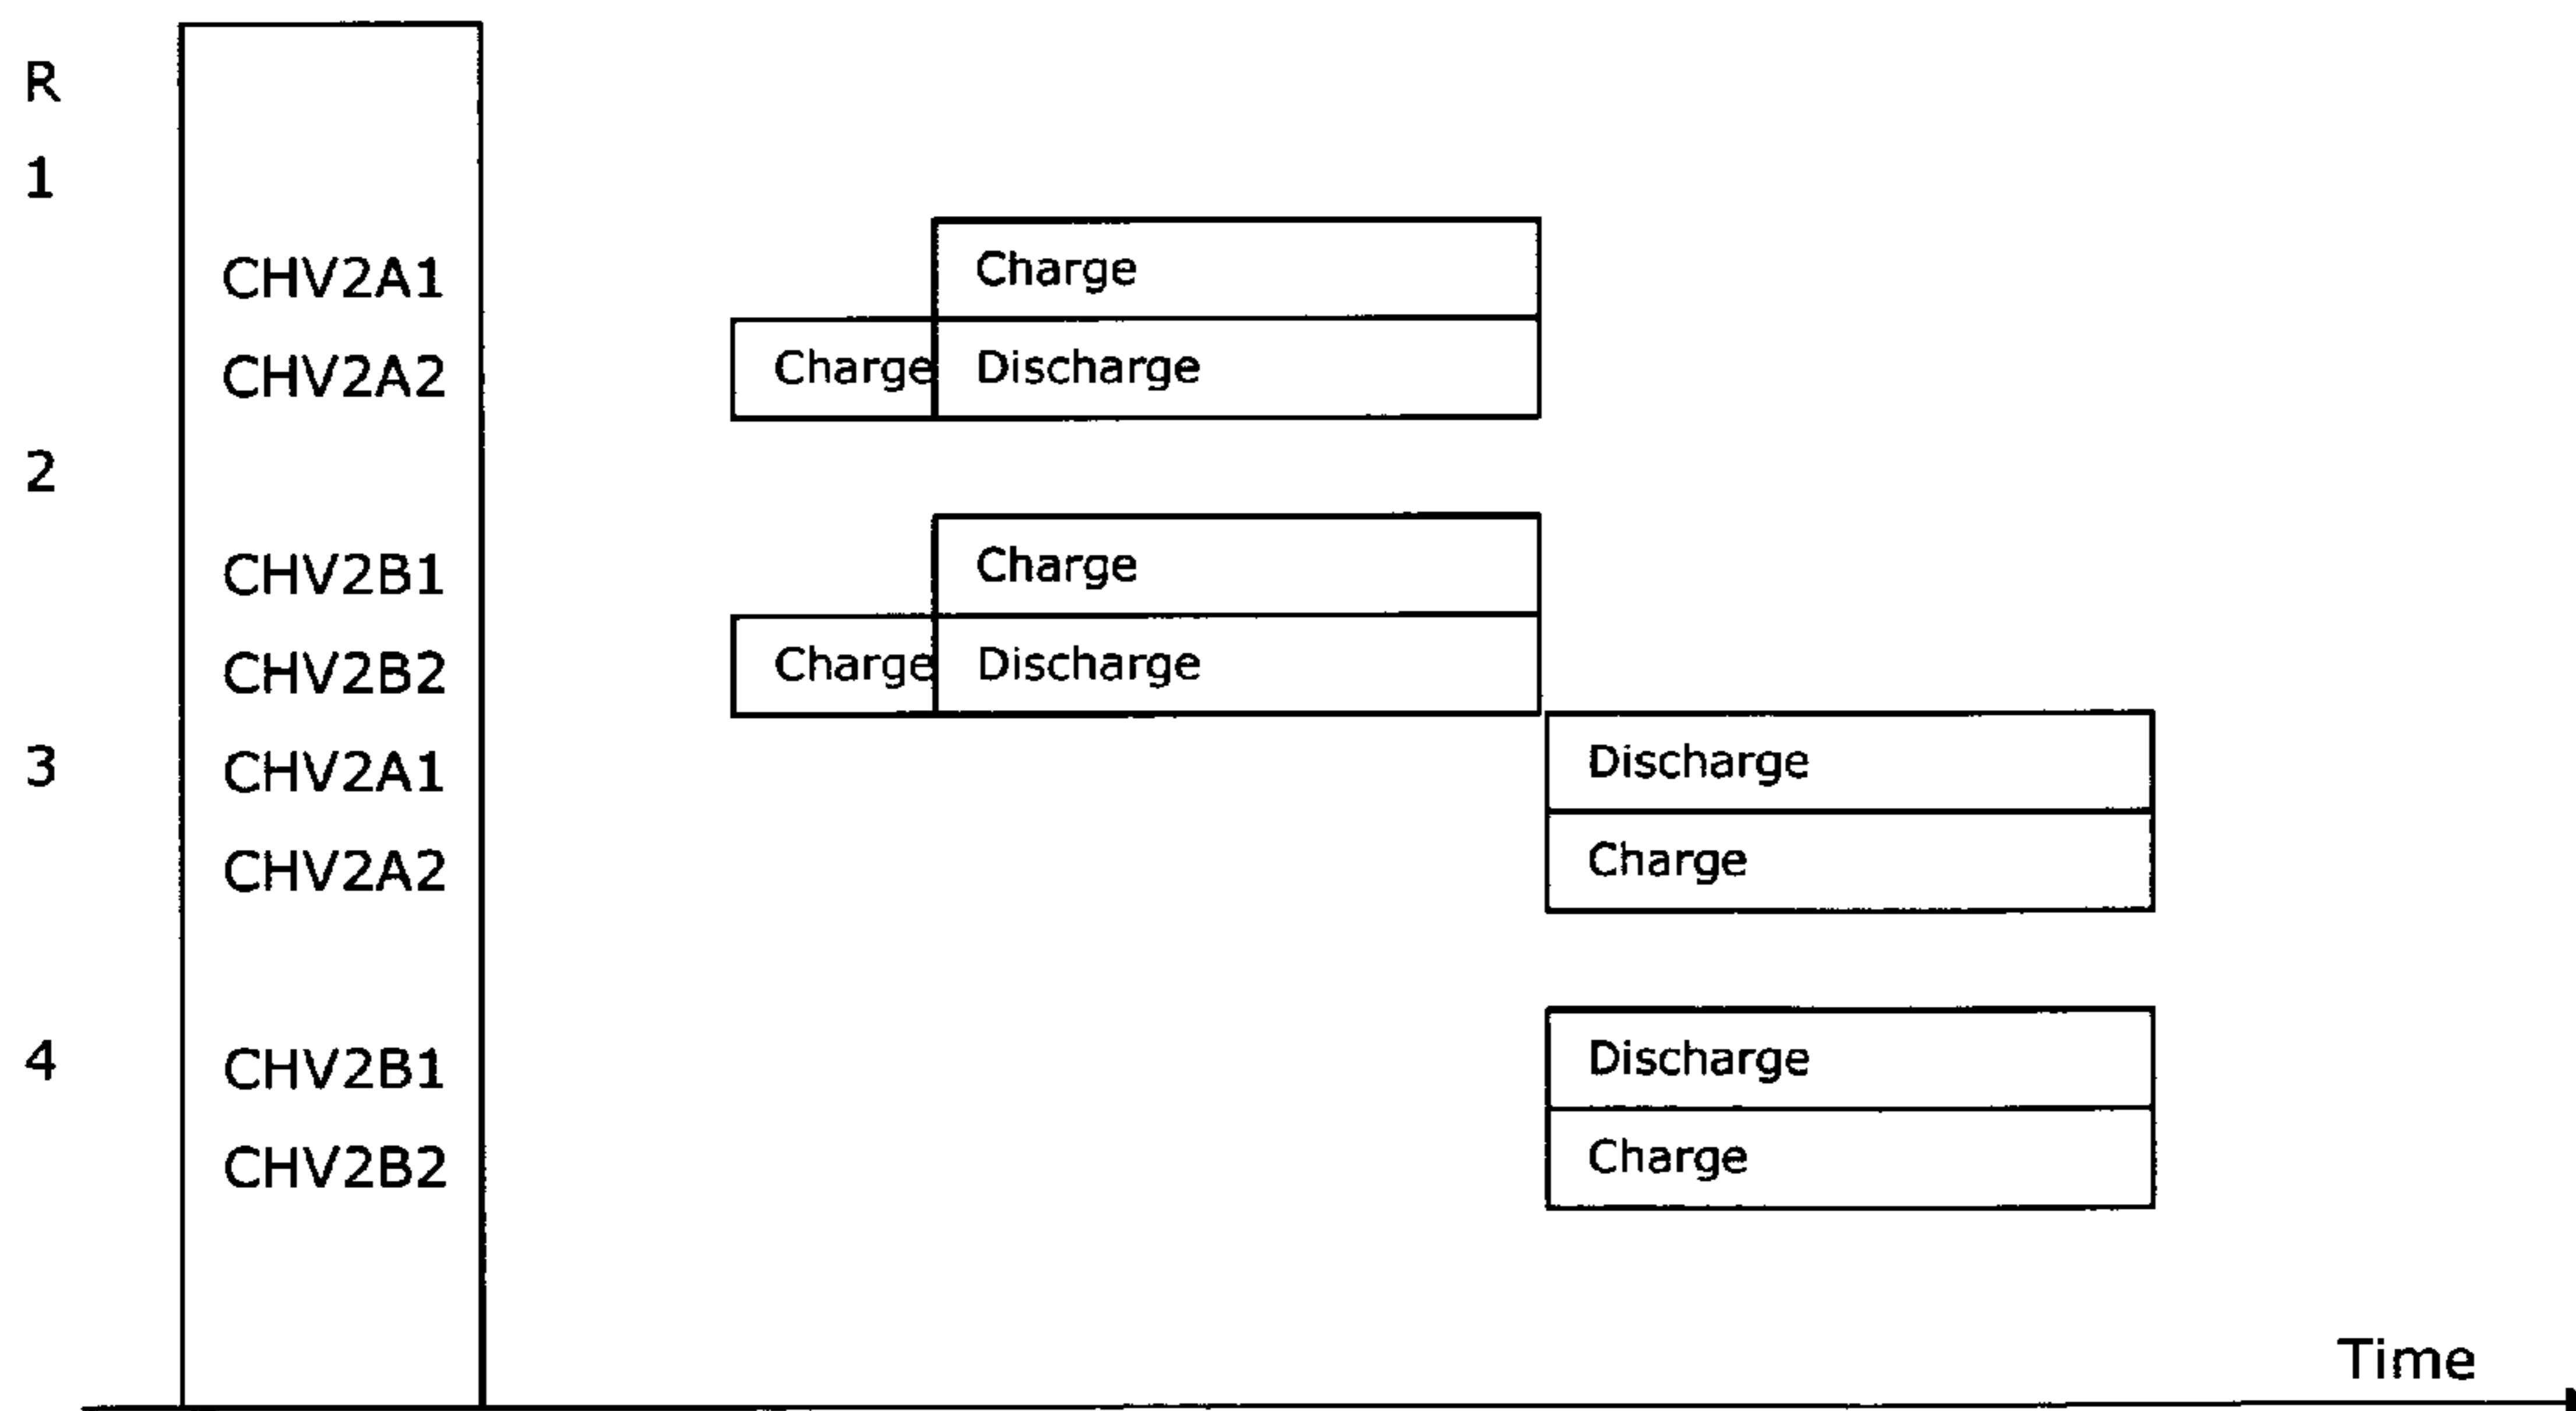 R
1
CHV2A1 Charge
CHV2A2 Charge Discharge
2
CHV2B1 Charge
CHV2B2 Charge Discharge
3 CHV2A1 Discharge
CHV2A2 Charge
4 CHV2B1 Discharge
CHV2B2 Charge
Time